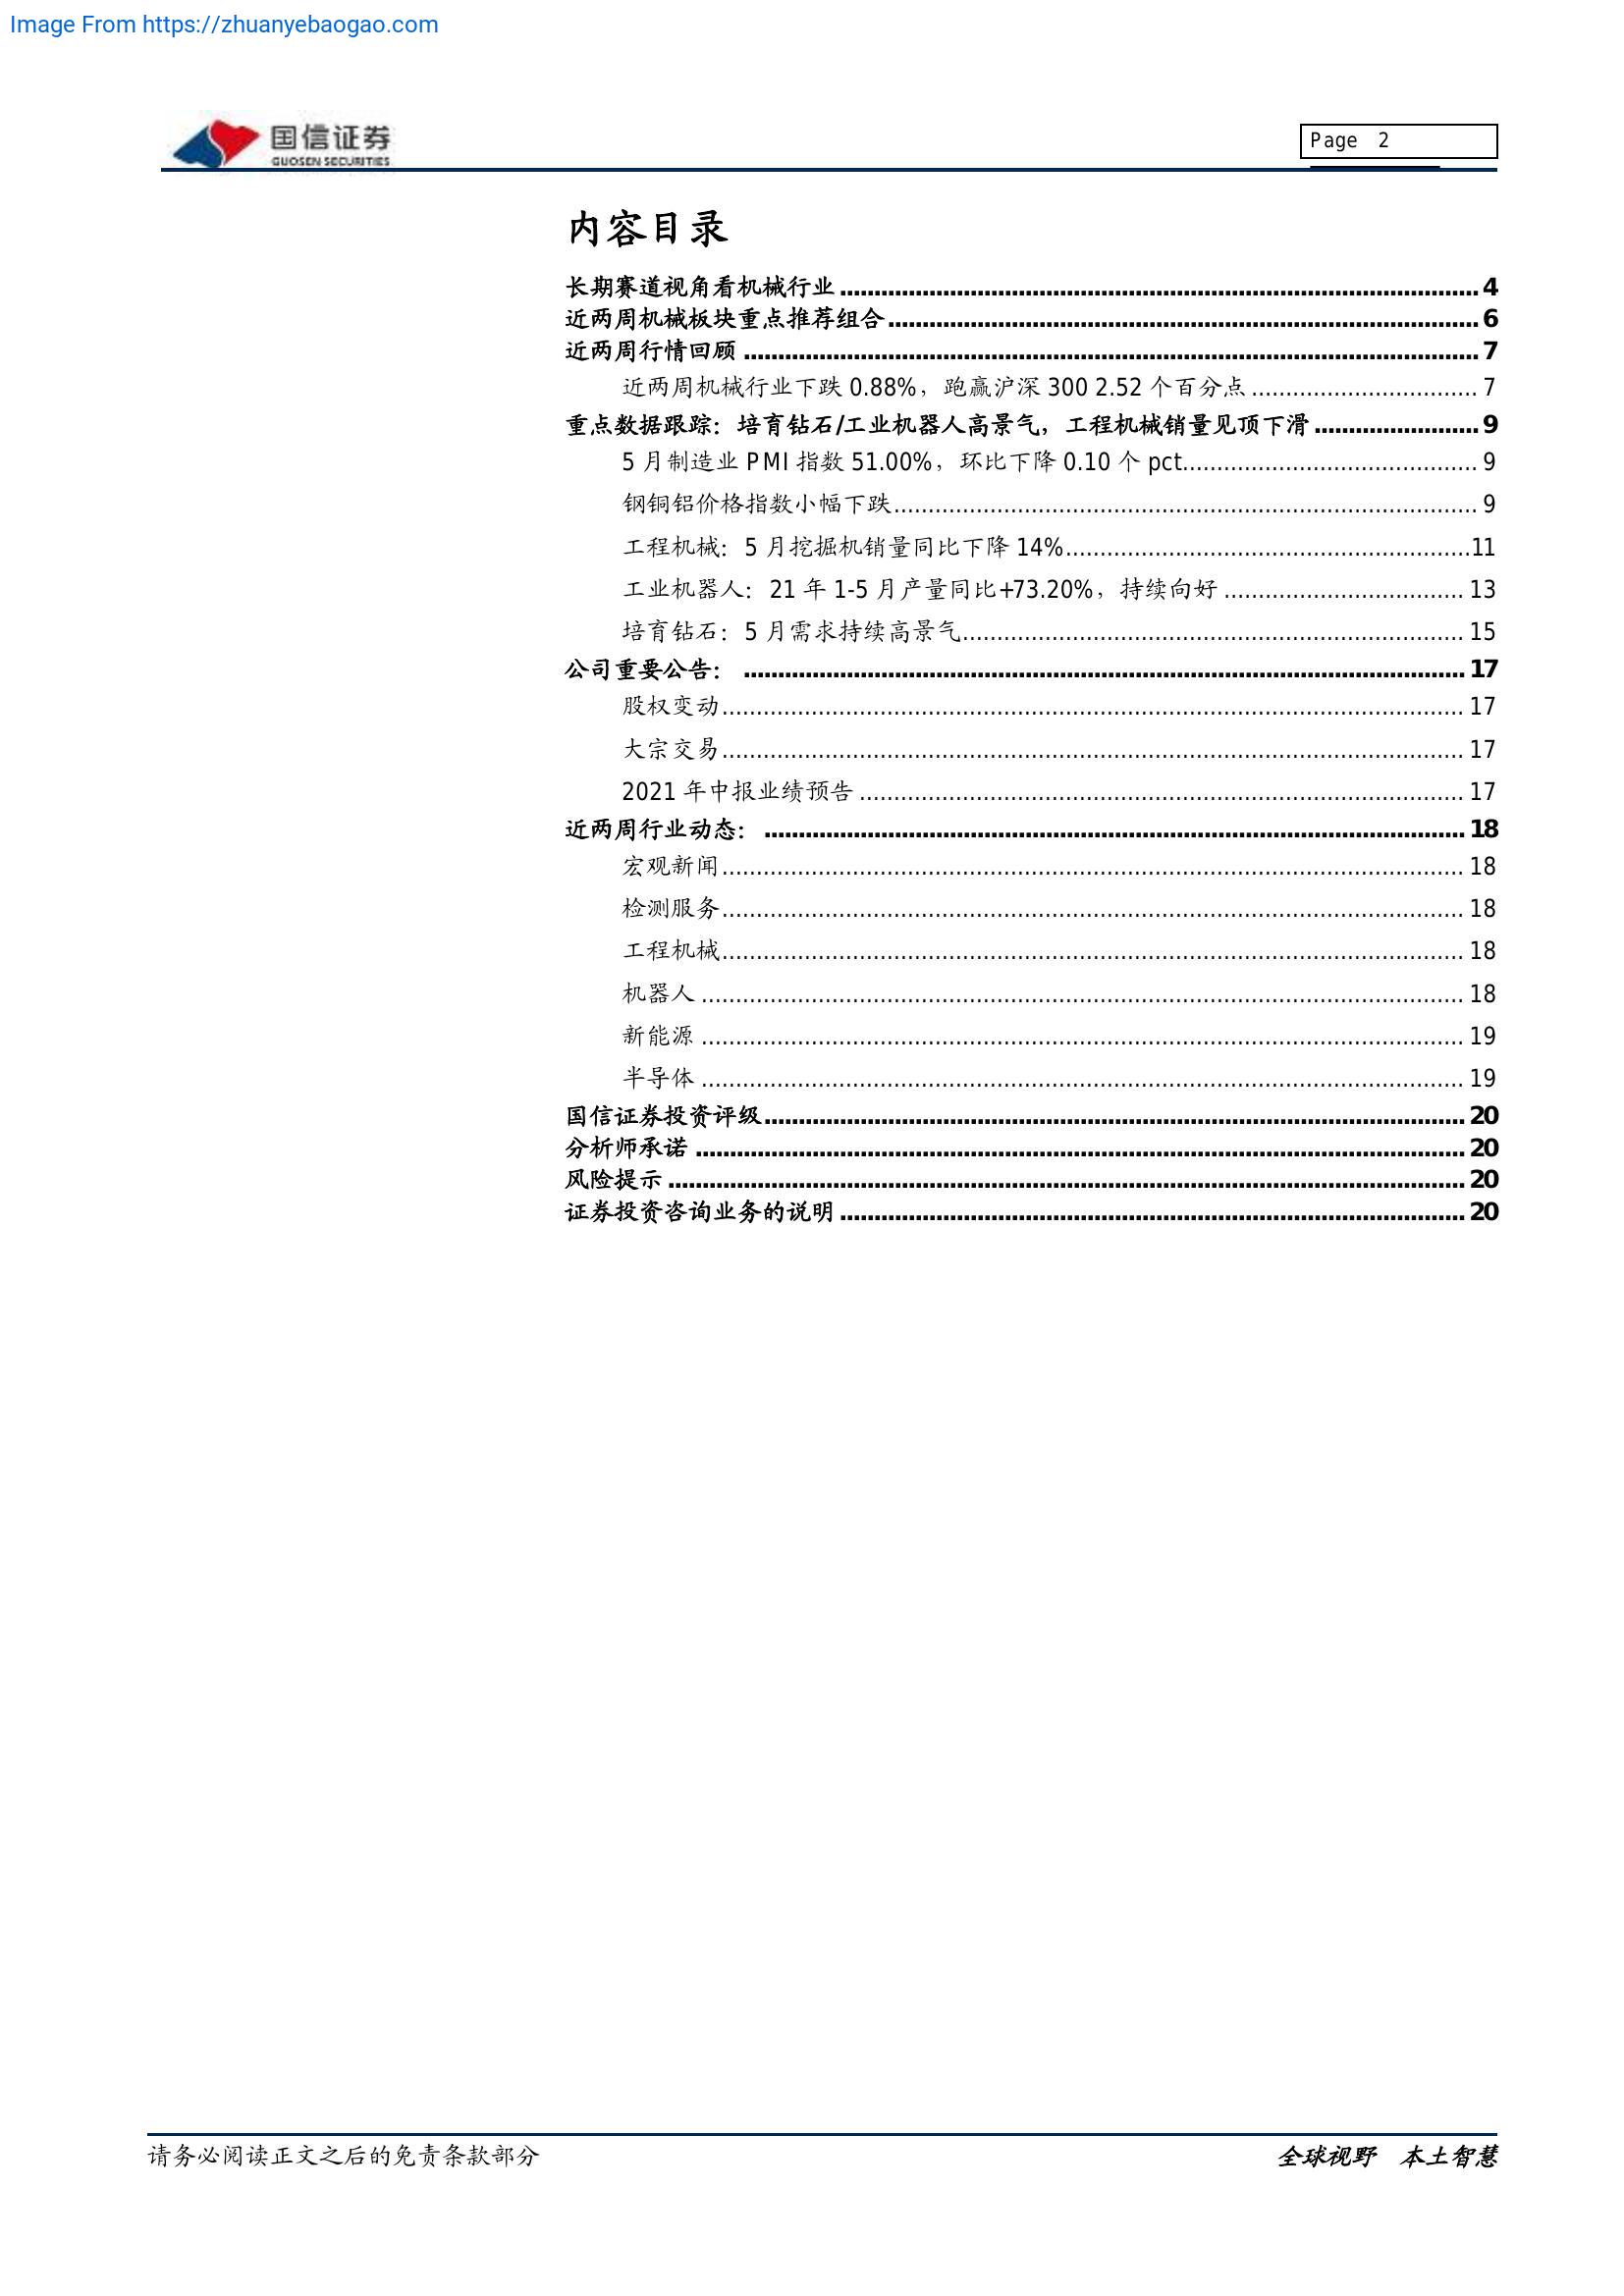 Image From https://zhuanyebaogao.com
国信证券
GUOSEN SECURITIES
Page 2
内容目录
长期赛道视角看机械行业 4
近两周机械板块重点推荐组合 6
近两周行情回顾 7
近两周机械行业下跌 0.88%，跑赢沪深 300 2.52 个百分点 7
重点数据跟踪：培育钻石/工业机器人高景气，工程机械销量见顶下滑 9
5 月制造业 PMI 指数 51.00%，环比下降 0.10 个 pct 9
钢铜铝价格指数小幅下跌 9
工程机械：5 月挖掘机销量同比下降 14% 11
工业机器人：21 年 1-5 月产量同比+73.20%，持续向好 13
培育钻石：5 月需求持续高景气 15
公司重要公告： 17
股权变动 17
大宗交易 17
2021 年中报业绩预告 17
近两周行业动态： 18
宏观新闻 18
检测服务 18
工程机械 18
机器人 18
新能源 19
半导体 19
国信证券投资评级 20
分析师承诺 20
风险提示 20
证券投资咨询业务的说明 20
请务必阅读正文之后的免责条款部分
全球视野 本土智慧